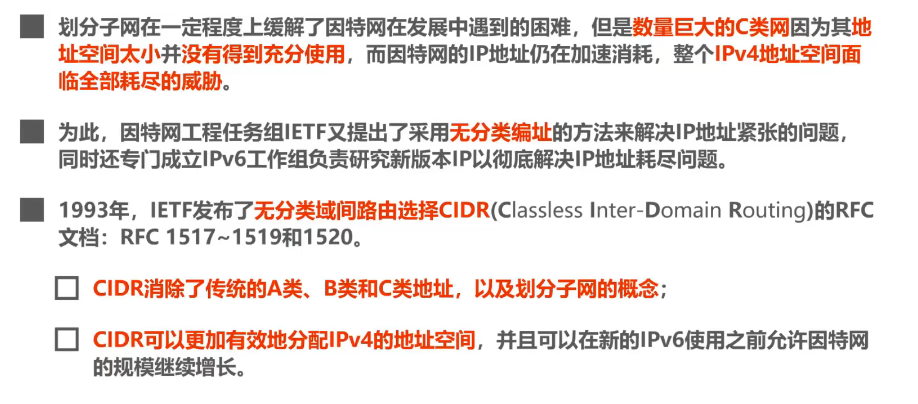 划分子网在一定程度上缓解了因特网在发展中遇到的困难，但是数量巨大的C类网因为其地
址空间太小并没有得到充分使用，而因特网的IP地址仍在加速消耗，整个IPv4地址空间面
临全部耗尽的威胁。
为此，因特网工程任务组IETF又提出了采用无分类编址的方法来解决IP地址紧张的问题，
同时还专门成立IPv6工作组负责研究新版本IP以彻底解决IP地址耗尽问题。
1993年，IETF发布了无分类域间路由选择CIDR(Classless Inter-Domain Routing)的RFC
文档：RFC 1517~1519和1520。
CIDR消除了传统的A类、B类和C类地址，以及划分子网的概念；
CIDR可以更加有效地分配IPv4的地址空间，并且可以在新的IPv6使用之前允许因特网
的规模继续增长。